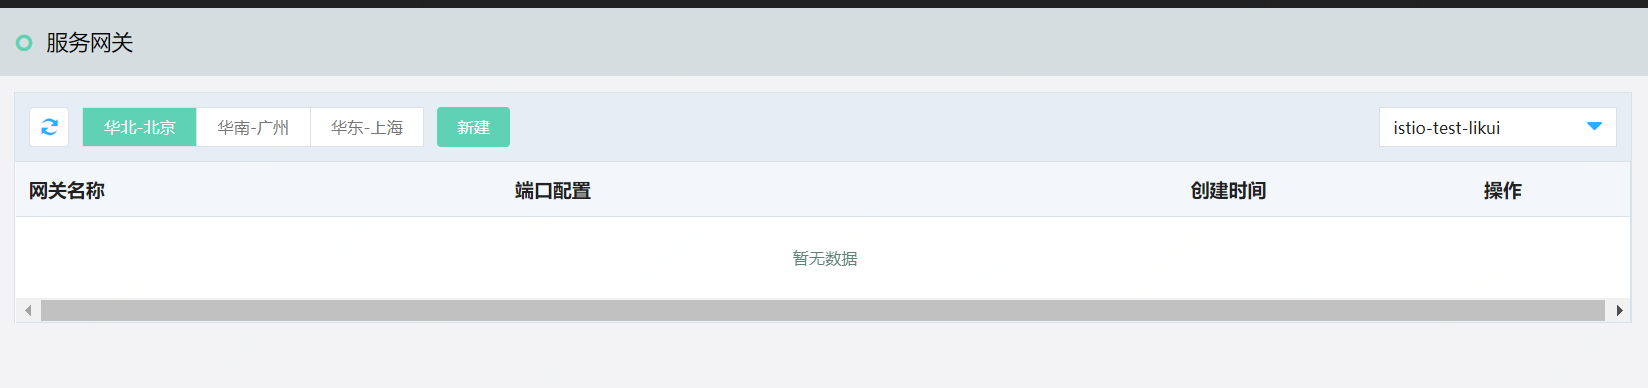 服务网关
华北-北京 华南-广州 华东-上海 新建 istio-test-likui
网关名称 端口配置 创建时间 操作
暂无数据